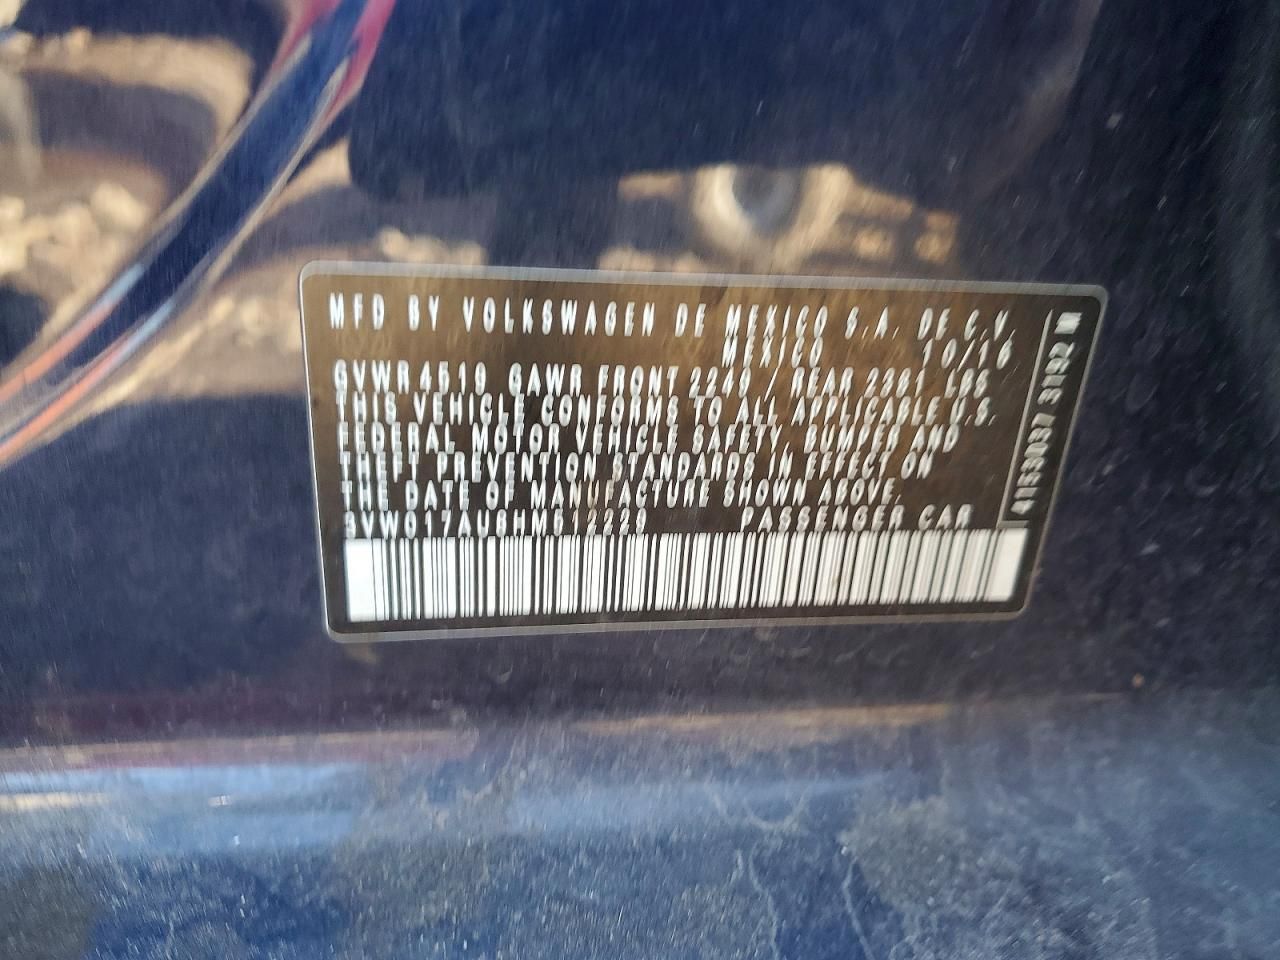 MFD BY VOLKSWAGEN DE MEXICO S.A. DE C.V.
MEXICO 10/16
GVWR 4519 GAWR FRONT 2249 / REAR 2381 LBS
THIS VEHICLE CONFORMS TO ALL APPLICABLE U.S.
FEDERAL MOTOR VEHICLE SAFETY, BUMPER AND
THEFT PREVENTION STANDARDS IN EFFECT ON
THE DATE OF MANUFACTURE SHOWN ABOVE.
PASSENGER CAR